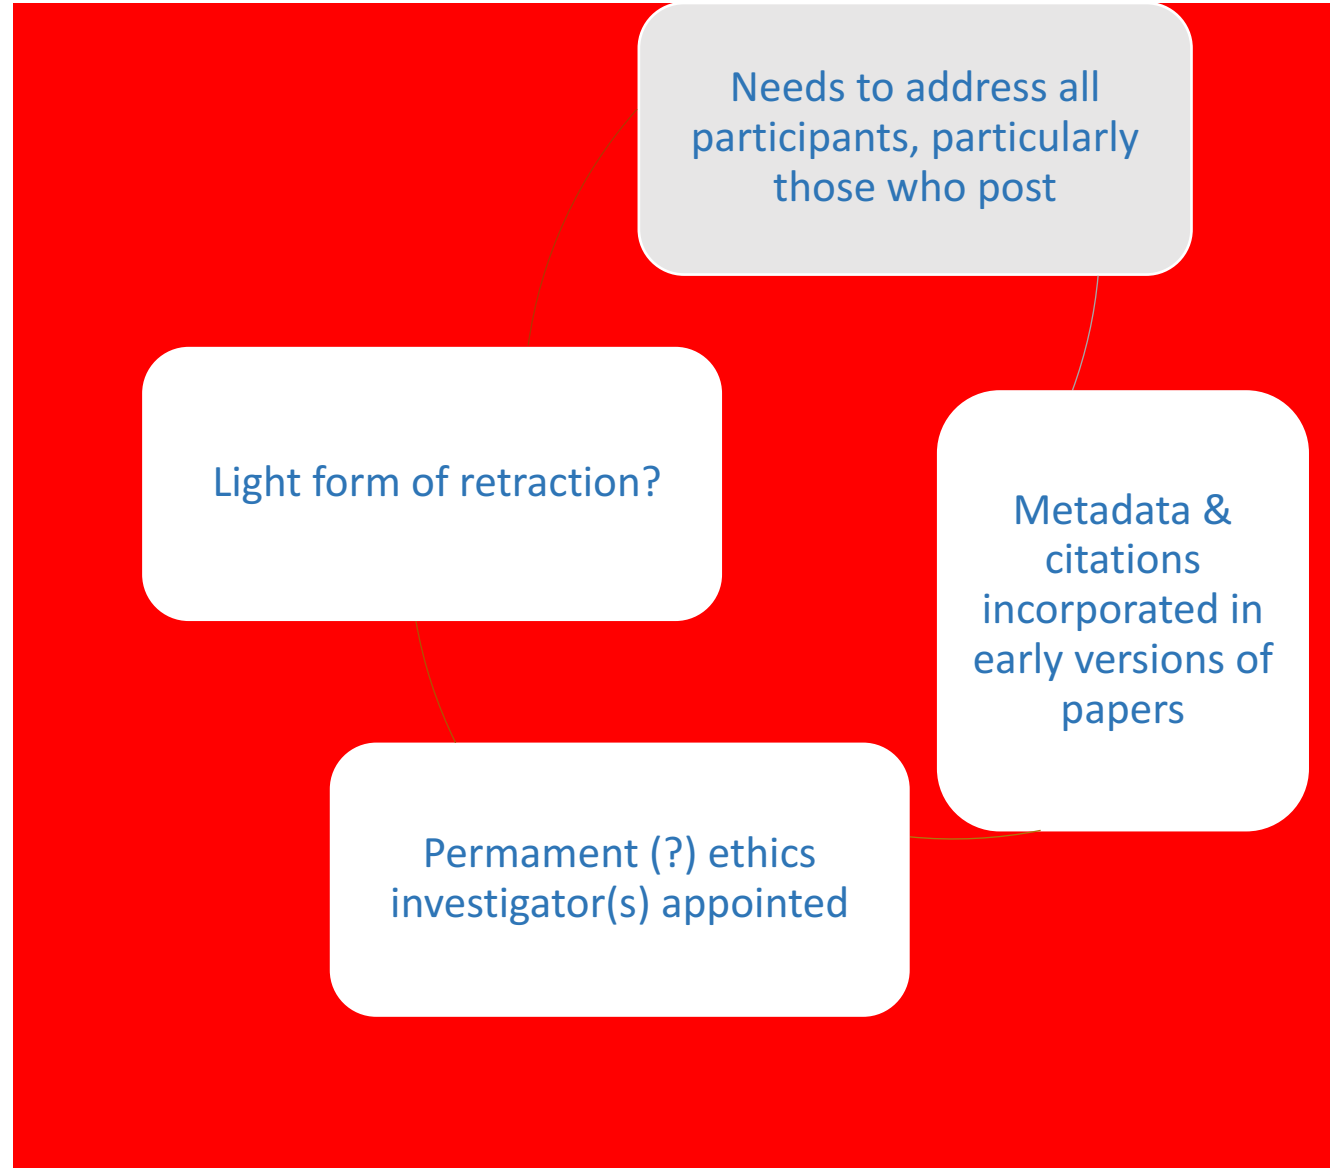 Needs to address all
participants, particularly
those who post
Light form of retraction?
Metadata &
citations
incorporated in
early versions of
papers
Permament (?) ethics
investigator(s) appointed